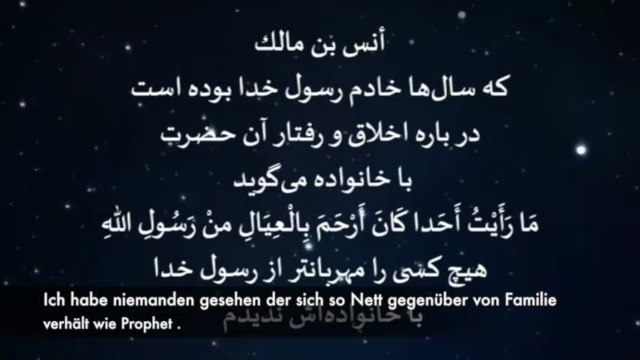 أنس بن مالك
که سال‌ها خادم رسول خدا بوده است
در باره اخلاق و رفتار آن حضرت
با خانواده می‌گوید
مَا رَأَيْتُ أَحَدا كَانَ أَرْحَمَ بِالْعِيَالِ مِنْ رَسُولِ اللهِ
هیچ کسی را مهربانتر از رسول خدا
با خانواده‌اش ندیدم
Ich habe niemanden gesehen der sich so Nett gegenüber von Familie
verhält wie Prophet .